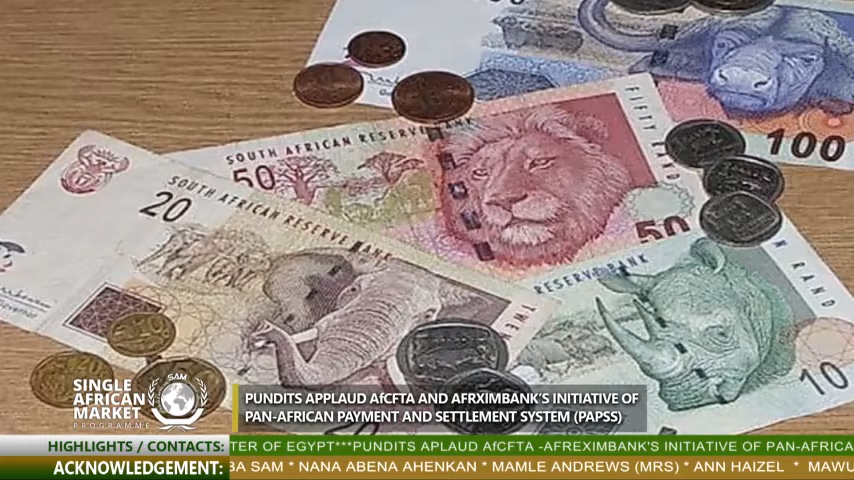 100
FIFTY RAND
SOUTH AFRICAN RESERVE BANK
50
50
SOUTH AFRICAN RESERVE BANK
20
RESERVE BANK
N RAND
TWEN
10
20
SAM
SINGLE
AFRICAN
MARKET
PROGRAMME
PUNDITS APPLAUD AfCFTA AND AFRXIMBANK'S INITIATIVE OF
PAN-AFRICAN PAYMENT AND SETTLEMENT SYSTEM (PAPSS)
HIGHLIGHTS / CONTACTS: TER OF EGYPT***PUNDITS APLAUD AfCFTA -AFREXIMBANK'S INITIATIVE OF PAN-AFRICA
ACKNOWLEDGEMENT: BA SAM * NANA ABENA AHENKAN * MAMLE ANDREWS (MRS) * ANN HAIZEL * MAWU